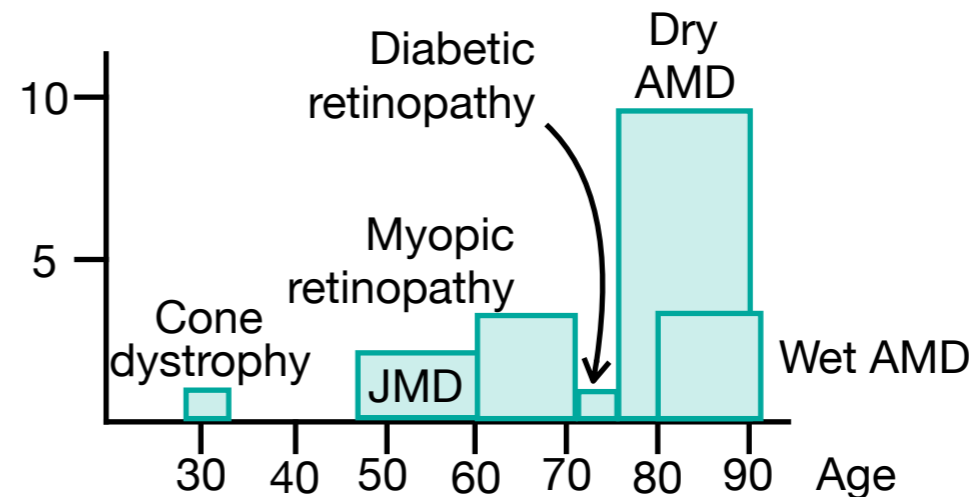 Diabetic
retinopathy
Dry
AMD
10
Myopic
retinopathy
5
Cone
dystrophy
JMD
Wet AMD
30 40 50 60 70 80 90 Age